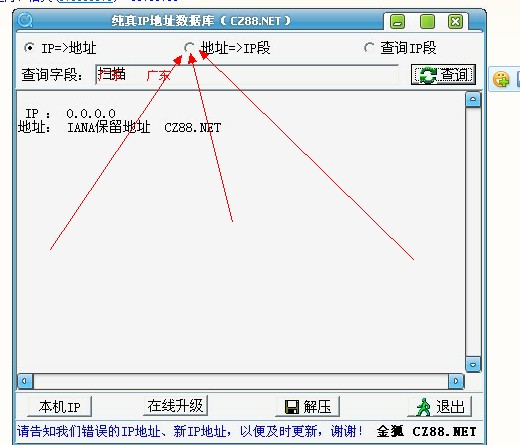 纯真IP地址数据库(CZ88.NET)
IP=>地址 地址=>IP段 查询IP段
查询字段: 扫描 广东 查询
IP : 0.0.0.0
地址: IANA保留地址 CZ88.NET
本机IP 在线升级 解压 退出
请告知我们错误的IP地址、新IP地址,以便及时更新,谢谢! 金狐 CZ88.NET